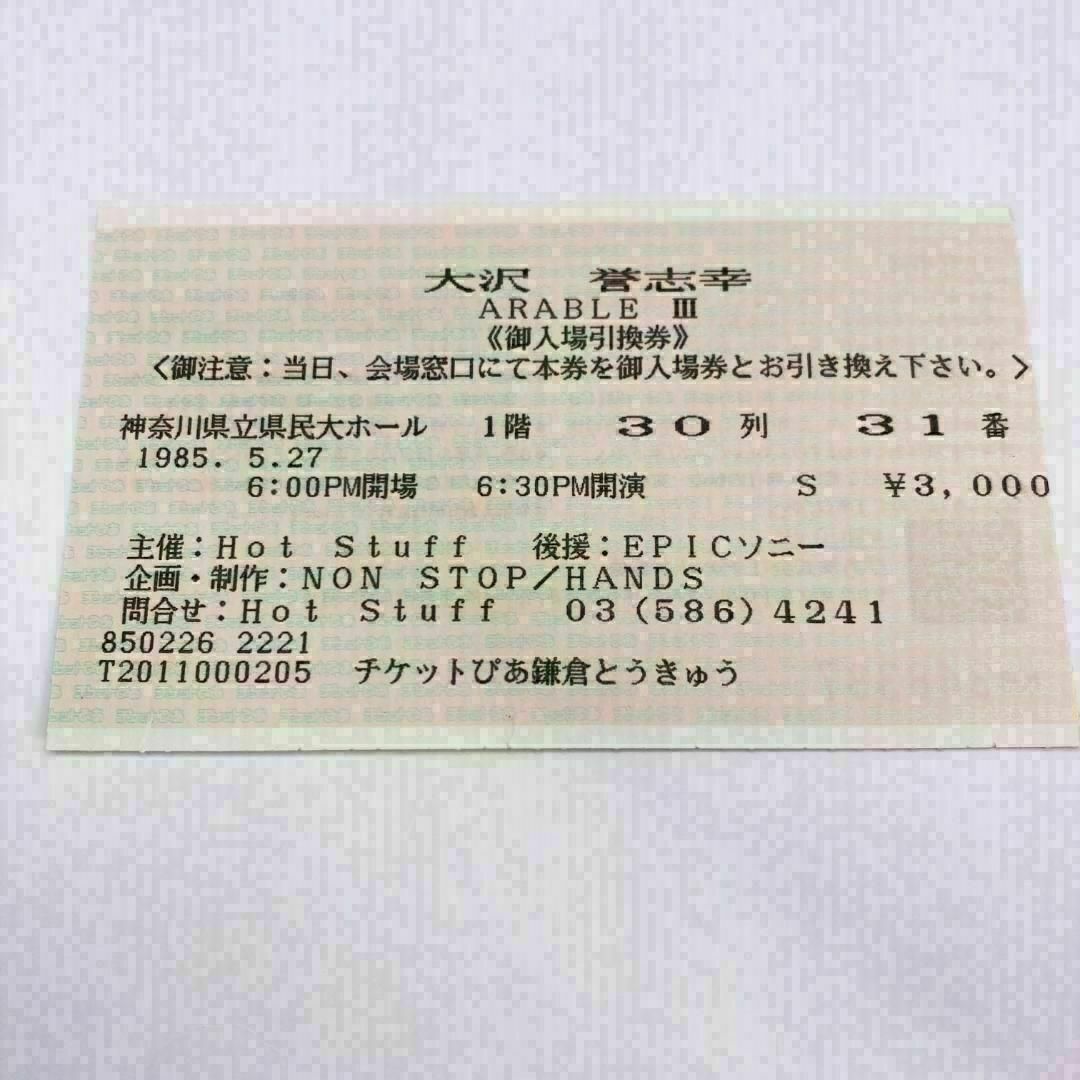 大沢 誉志幸
ARABLE Ⅲ
《御入場引換券》
〈御注意：当日、会場窓口にて本券を御入場券とお引き換え下さい。〉
神奈川県立県民大ホール 1階 30列 31番
1985. 5.27
6:00PM開場 6:30PM開演 S ¥3,000
主催：Hot Stuff 後援：EPICソニー
企画・制作：NON STOP／HANDS
問合せ：Hot Stuff 03(586)4241
850226 2221
T2011000205 チケットぴあ鎌倉とうきゅう